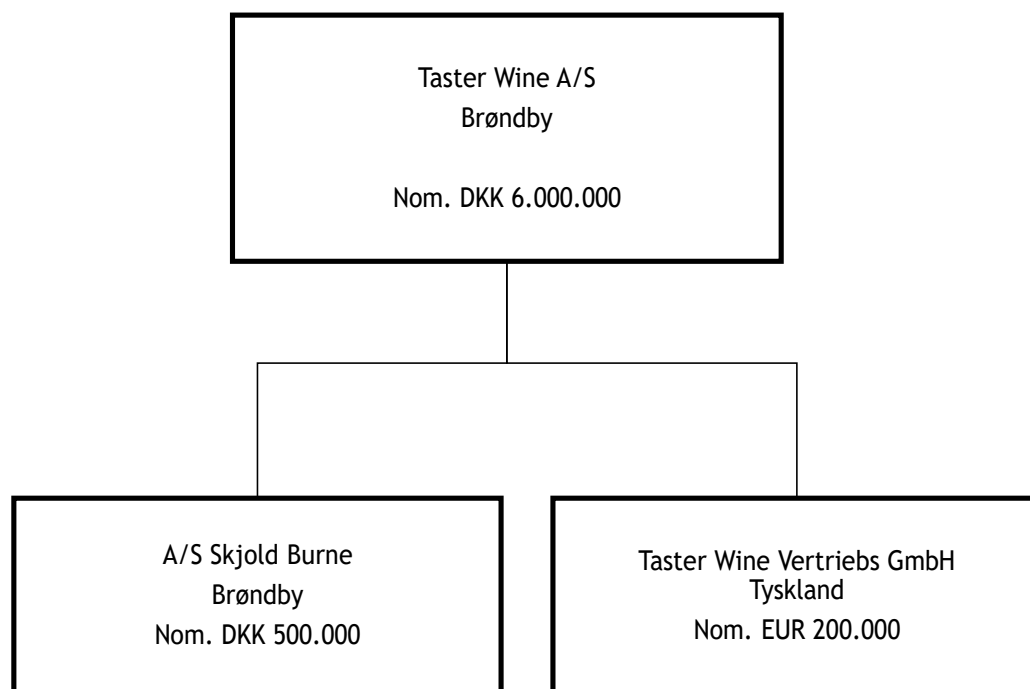 Taster Wine A/S
Brøndby
Nom. DKK 6.000.000
A/S Skjold Burne
Brøndby
Nom. DKK 500.000
Taster Wine Vertriebs GmbH
Tyskland
Nom. EUR 200.000